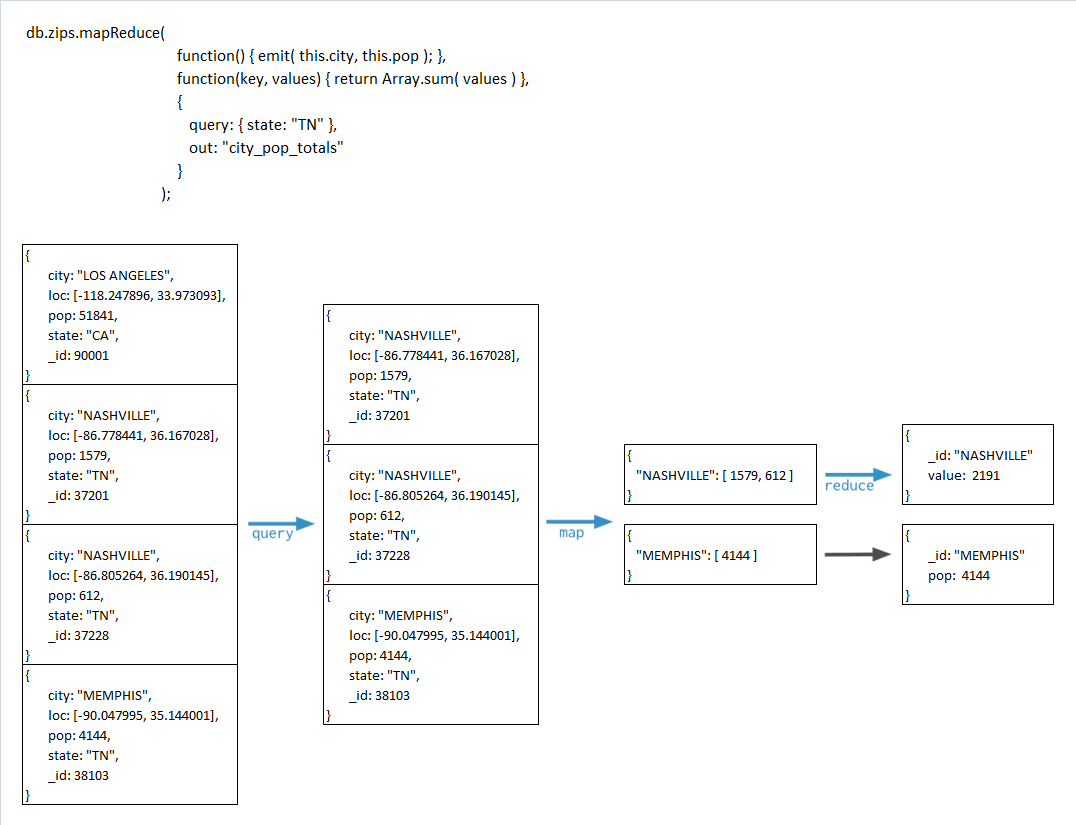 db.zips.mapReduce(
function() { emit( this.city, this.pop ); },
function(key, values) { return Array.sum( values ) },
{
query: { state: "TN" },
out: "city_pop_totals"
}
);
{
city: "LOS ANGELES",
loc: [-118.247896, 33.973093],
pop: 51841,
state: "CA",
_id: 90001
}
{
city: "NASHVILLE",
loc: [-86.778441, 36.167028],
pop: 1579,
state: "TN",
_id: 37201
}
{
city: "NASHVILLE",
loc: [-86.805264, 36.190145],
pop: 612,
state: "TN",
_id: 37228
}
{
city: "MEMPHIS",
loc: [-90.047995, 35.144001],
pop: 4144,
state: "TN",
_id: 38103
}
query
{
city: "NASHVILLE",
loc: [-86.778441, 36.167028],
pop: 1579,
state: "TN",
_id: 37201
}
{
city: "NASHVILLE",
loc: [-86.805264, 36.190145],
pop: 612,
state: "TN",
_id: 37228
}
{
city: "MEMPHIS",
loc: [-90.047995, 35.144001],
pop: 4144,
state: "TN",
_id: 38103
}
map
{
"NASHVILLE": [ 1579, 612 ]
}
{
"MEMPHIS": [ 4144 ]
}
reduce
{
_id: "NASHVILLE"
value: 2191
}
{
_id: "MEMPHIS"
pop: 4144
}